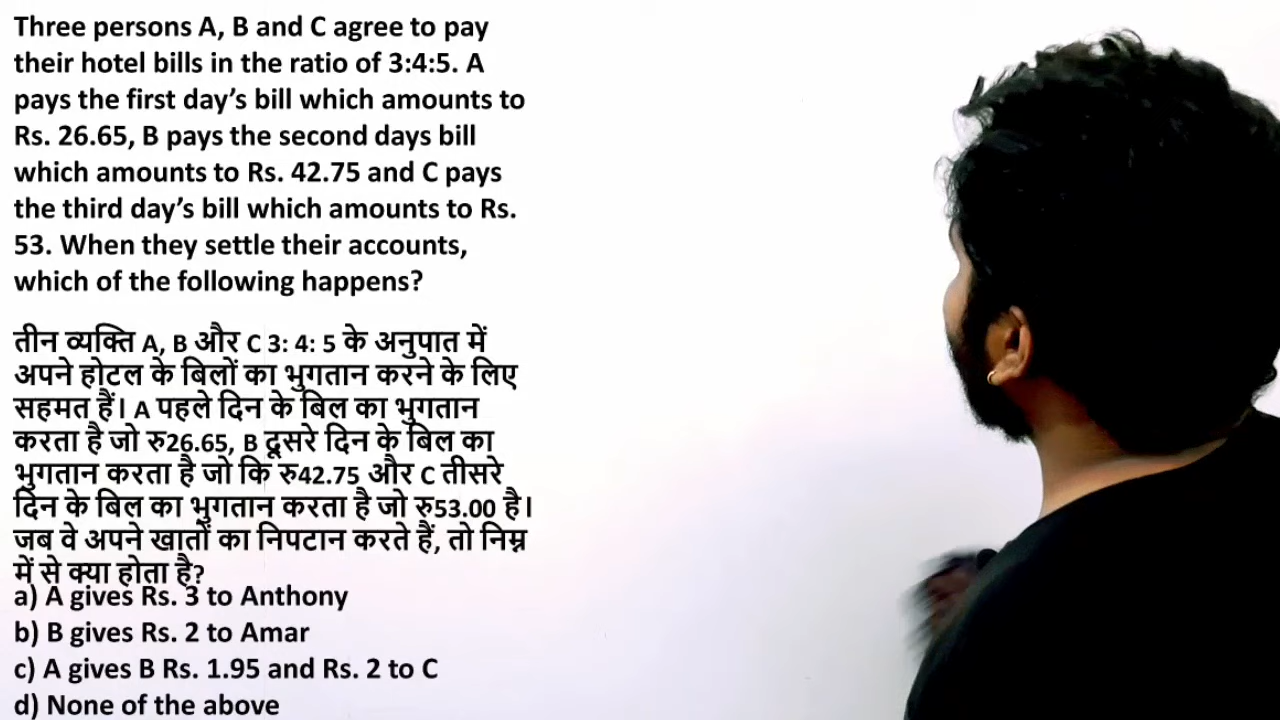 Three persons A, B and C agree to pay
their hotel bills in the ratio of 3:4:5. A
pays the first day's bill which amounts to
Rs. 26.65, B pays the second days bill
which amounts to Rs. 42.75 and C pays
the third day's bill which amounts to Rs.
53. When they settle their accounts,
which of the following happens?
तीन व्यक्ति A, B और C 3: 4: 5 के अनुपात में
अपने होटल के बिलों का भुगतान करने के लिए
सहमत हैं। A पहले दिन के बिल का भुगतान
करता है जो रु26.65, B दूसरे दिन के बिल का
भुगतान करता है जो कि रु42.75 और C तीसरे
दिन के बिल का भुगतान करता है जो रु53.00 है।
जब वे अपने खातों का निपटान करते हैं, तो निम्न
में से क्या होता है?
a) A gives Rs. 3 to Anthony
b) B gives Rs. 2 to Amar
c) A gives B Rs. 1.95 and Rs. 2 to C
d) None of the above